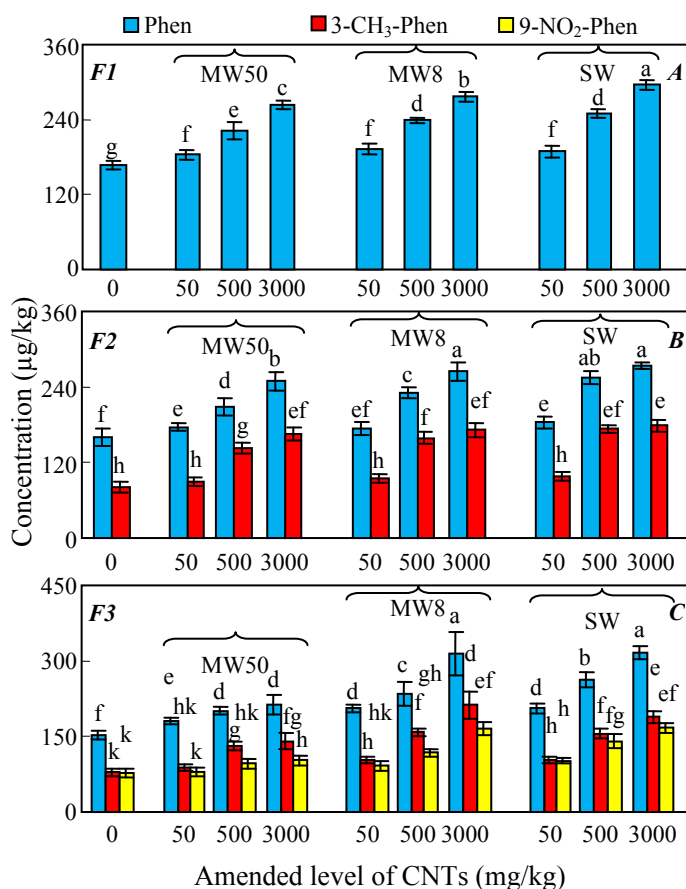 Phen 3-CH₃-Phen 9-NO₂-Phen
360
240
120
0
F1
MW50
MW8
SW
A
g
f
e
c
f
d
b
f
d
a
0 50 500 3000 50 500 3000 50 500 3000
Concentration (µg/kg)
360
240
120
0
F2
MW50
MW8
SW
B
f
h
e
h
d
g
b
ef
ef
h
c
f
a
ef
e
h
ab
ef
a
e
0 50 500 3000 50 500 3000 50 500 3000
450
300
150
0
F3
MW50
MW8
SW
C
f
k
k
e
hk
k
d
g
hk
d
fg
h
d
h
hk
c
f
gh
a
d
ef
d
h
h
b
f
fg
a
e
ef
0 50 500 3000 50 500 3000 50 500 3000
Amended level of CNTs (mg/kg)